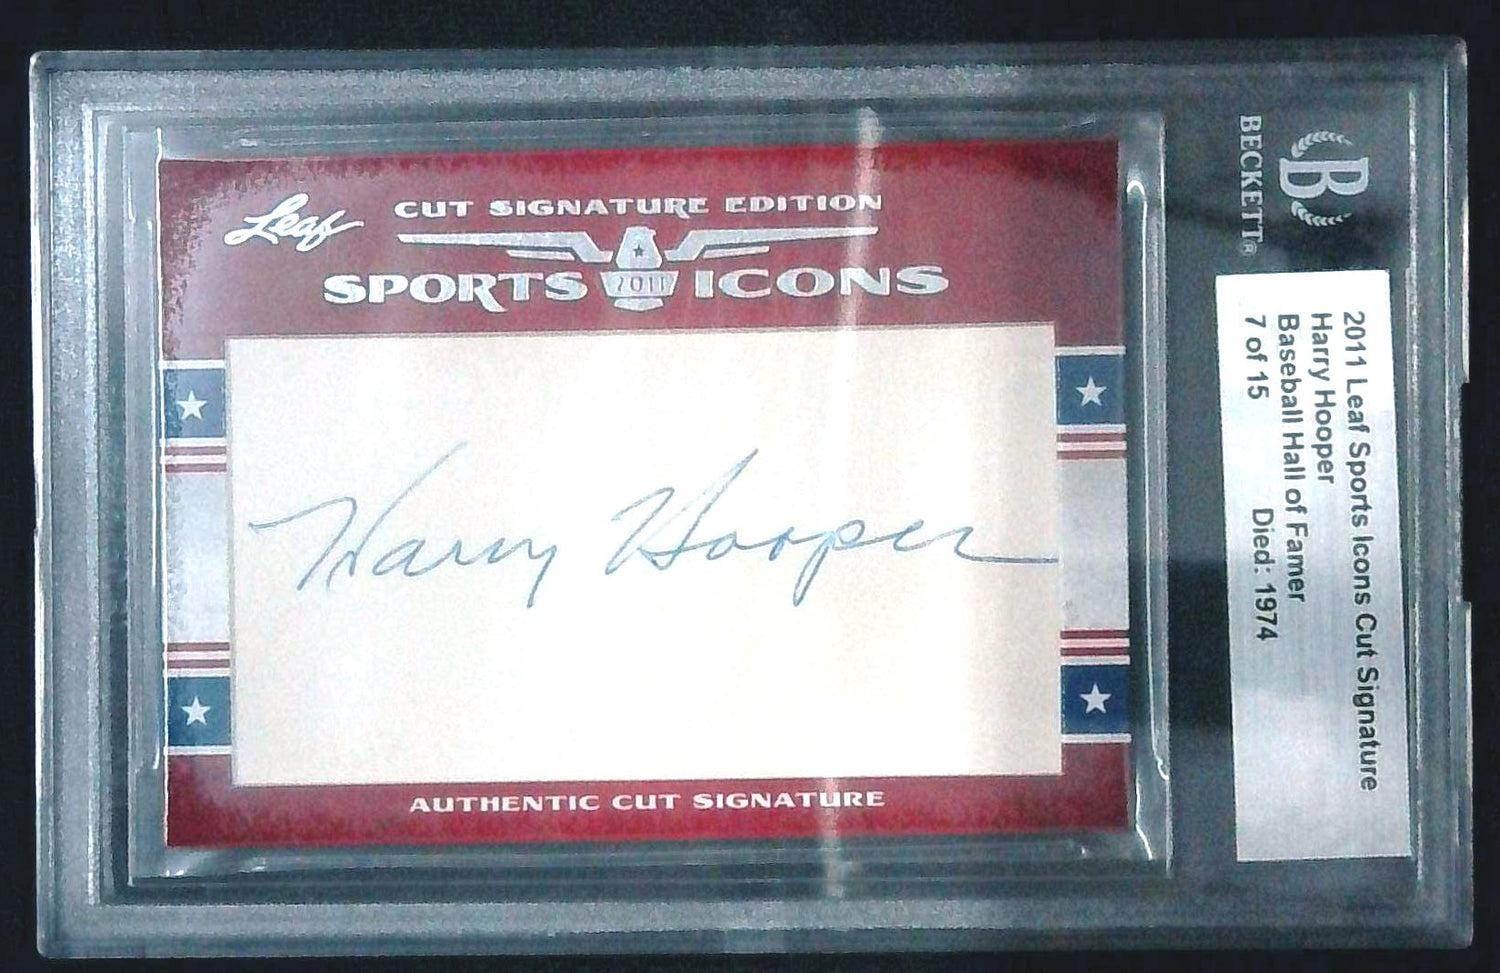 Leaf
CUT SIGNATURE EDITION
SPORTS 2011 ICONS
Harry Hooper
AUTHENTIC CUT SIGNATURE
B
BECKETT®
2011 Leaf Sports Icons Cut Signature
Harry Hooper
Baseball Hall of Famer
7 of 15 Died: 1974